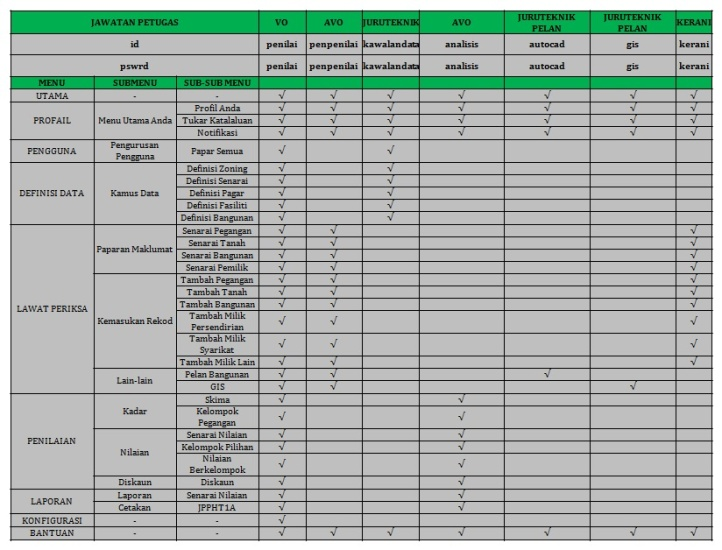 JAWATAN PETUGAS VO AVO JURUTEKNIK AVO JURUTEKNIK PELAN JURUTEKNIK PELAN KERANI
id penilai penpenilai kawalandata analisis autocad gis kerani
pswrd penilai penpenilai kawalandata analisis autocad gis kerani
MENU SUBMENU SUB-SUB MENU
UTAMA - - √ √ √ √ √ √ √
PROFAIL Menu Utama Anda Profil Anda √ √ √ √ √ √ √
Tukar Katalaluan √ √ √ √ √ √ √
Notifikasi √ √ √ √ √ √ √
PENGGUNA Pengurusan Pengguna Papar Semua √ √
DEFINISI DATA Kamus Data Definisi Zoning √ √
Definisi Senarai √ √
Definisi Pagar √ √
Definisi Fasiliti √ √
Definisi Bangunan √ √
LAWAT PERIKSA Paparan Maklumat Senarai Pegangan √ √ √
Senarai Tanah √ √ √
Senarai Bangunan √ √ √
Senarai Pemilik √ √ √
Kemasukan Rekod Tambah Pegangan √ √ √
Tambah Tanah √ √ √
Tambah Bangunan √ √ √
Tambah Milik Persendirian √ √ √
Tambah Milik Syarikat √ √ √
Tambah Milik Lain √ √ √
Lain-lain Pelan Bangunan √ √ √
GIS √ √ √
PENILAIAN Kadar Skima √ √
Kelompok Pegangan √ √
Nilaian Senarai Nilaian √ √
Kelompok Pilihan √ √
Nilaian Berkelompok √ √
Diskaun Diskaun √ √
LAPORAN Laporan Senarai Nilaian √ √
Cetakan JPPHT1A √ √
KONFIGURASI - - √
BANTUAN - - √ √ √ √ √ √ √